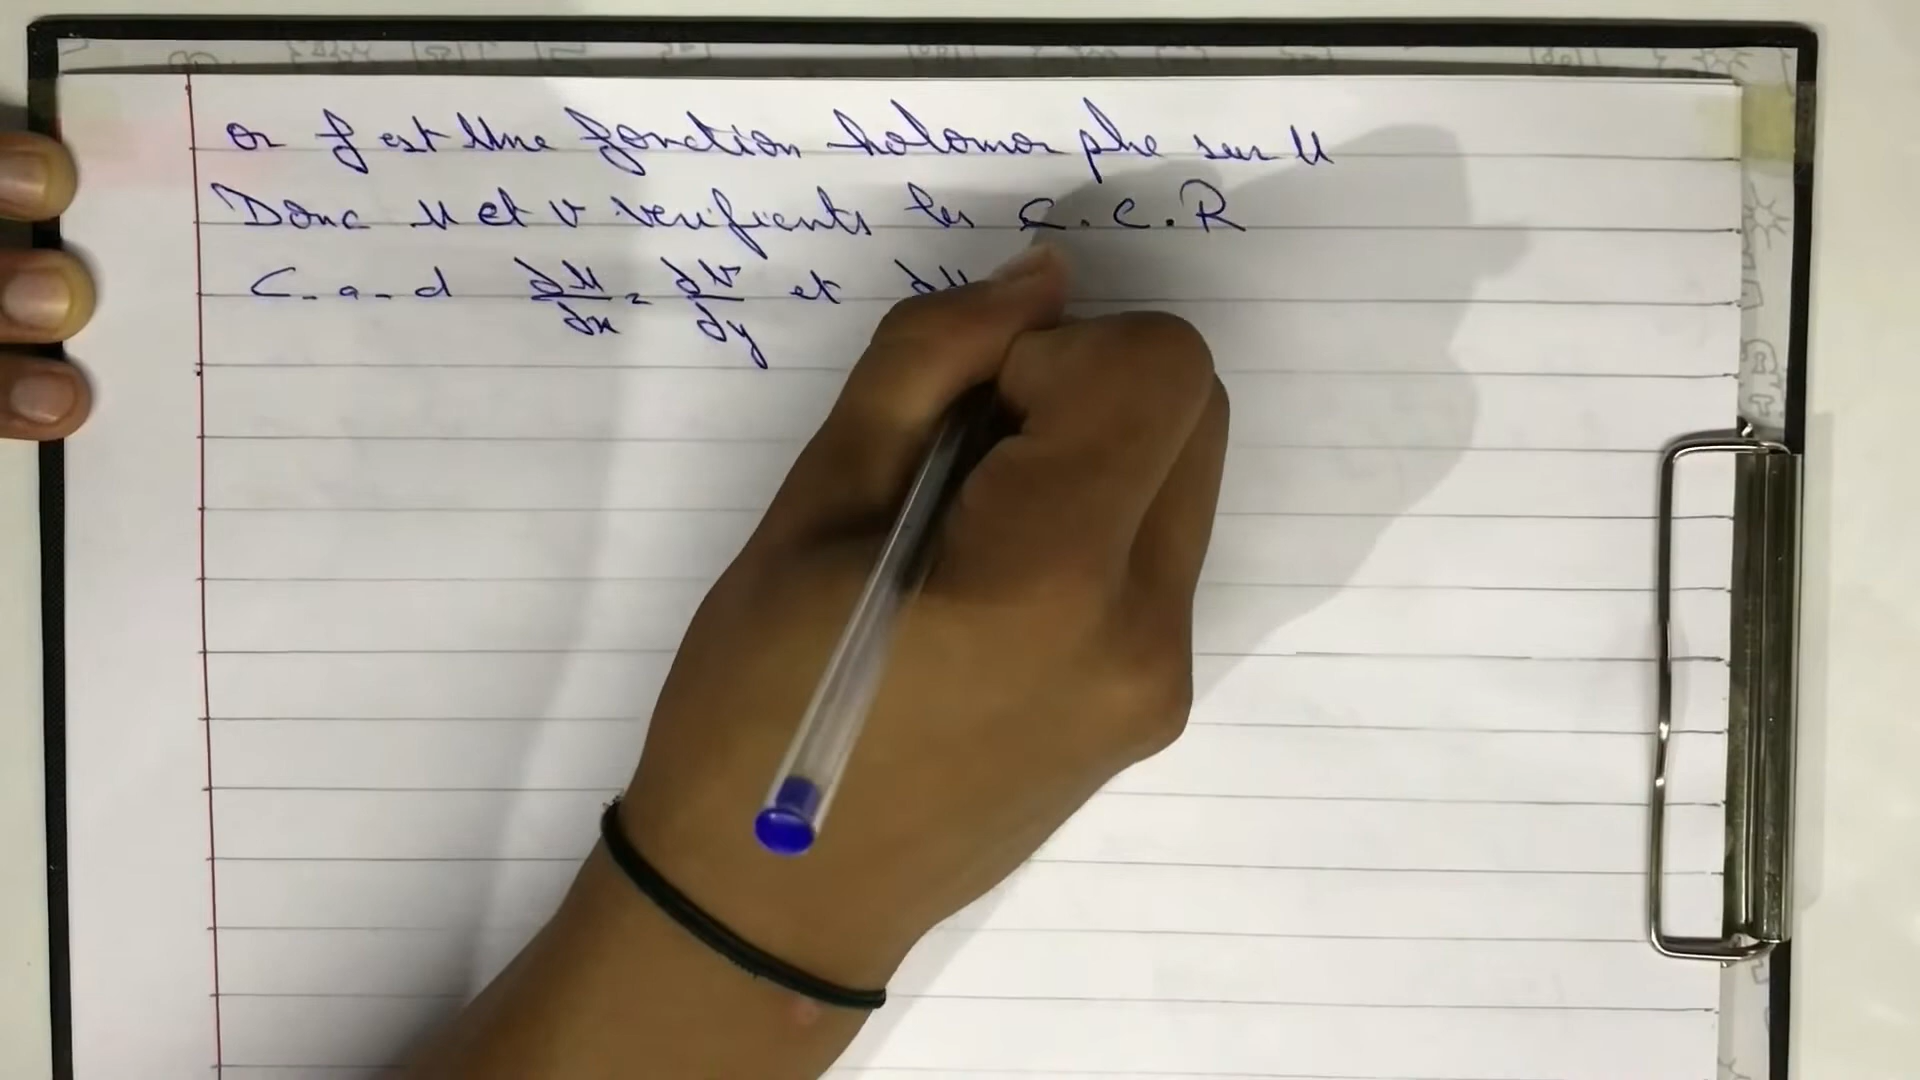 or f est Une fonction holomorphe sur U
Donc u et v verifients les C.C.R
C-a-d ∂u/∂x = ∂v/∂y et ∂u